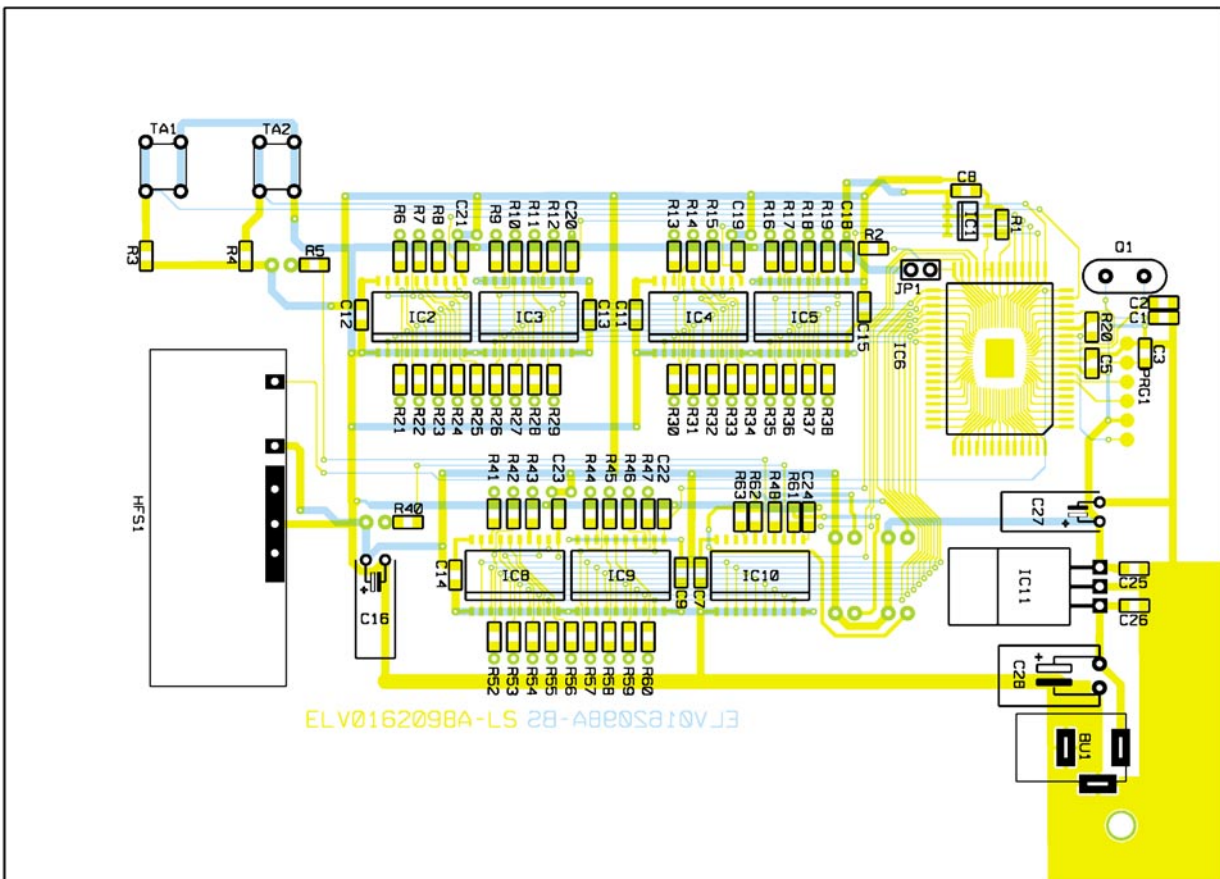 TA1 TA2
C8
R6 R7 R8 C21 R9 R10 R11 R12 C20 R13 R14 R15 C19 R16 R17 R18 R19 C18
IC1 R1
R3 R4 R5 R2 Q1
JP1
C12 IC2 IC3 C13 C11 IC4 IC5 C15 C2
C1
R20
IC6 C5 C3
PRG1
R21 R22 R23 R24 R25 R26 R27 R28 R29 R30 R31 R32 R33 R34 R35 R36 R37 R38
R41 R42 R43 C23 R44 R45 R46 R47 C22 R63 R62 R48 R61 C24
HFS1 R40 C27
C14 IC8 IC9 C9 C7 IC10 IC11 C25
C16 C26
R52 R53 R54 R55 R56 R57 R58 R59 R60 C28
ELV0162098A-LS ELV0162098A-BS
BU1